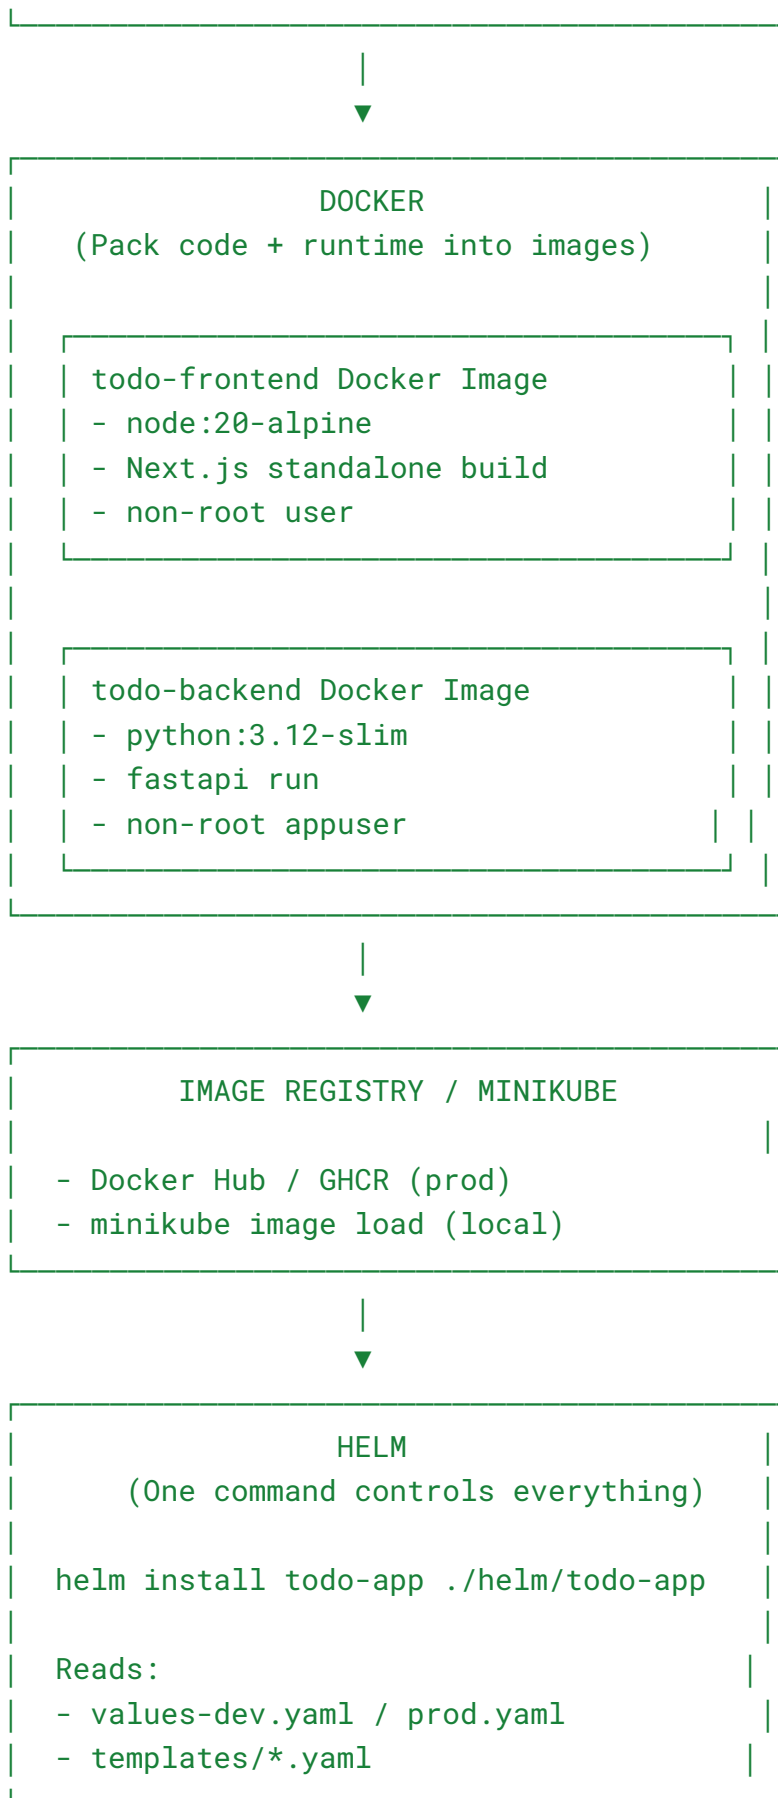 DOCKER
(Pack code + runtime into images)
todo-frontend Docker Image
- node:20-alpine
- Next.js standalone build
- non-root user
todo-backend Docker Image
- python:3.12-slim
- fastapi run
- non-root appuser
IMAGE REGISTRY / MINIKUBE
- Docker Hub / GHCR (prod)
- minikube image load (local)
HELM
(One command controls everything)
helm install todo-app ./helm/todo-app
Reads:
- values-dev.yaml / prod.yaml
- templates/*.yaml